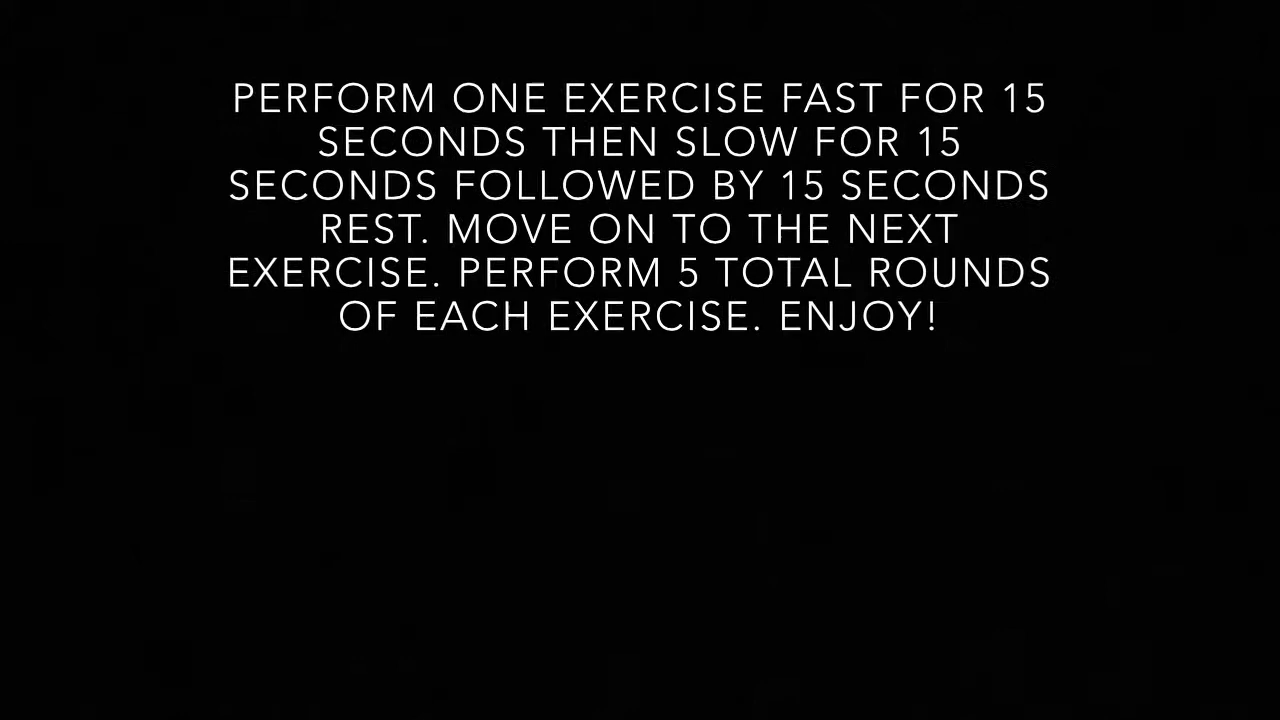 PERFORM ONE EXERCISE FAST FOR 15
SECONDS THEN SLOW FOR 15
SECONDS FOLLOWED BY 15 SECONDS
REST. MOVE ON TO THE NEXT
EXERCISE. PERFORM 5 TOTAL ROUNDS
OF EACH EXERCISE. ENJOY!